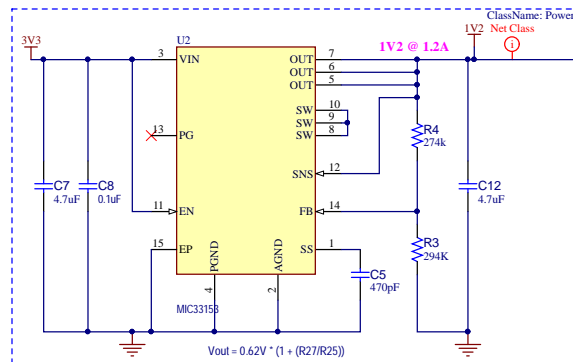 ClassName: Power
Net Class
i
3V3
U2
1V2
1V2 @ 1.2A
3
VIN
OUT
7
OUT
6
OUT
5
SW
10
SW
9
SW
8
13
PG
R4
274k
SNS
12
C7
4.7uF
C8
0.1uF
C12
4.7uF
11
EN
FB
14
15
EP
SS
1
R3
294K
PGND
AGND
4
2
C5
470pF
MIC33153
Vout = 0.62V * (1 + (R27/R25))